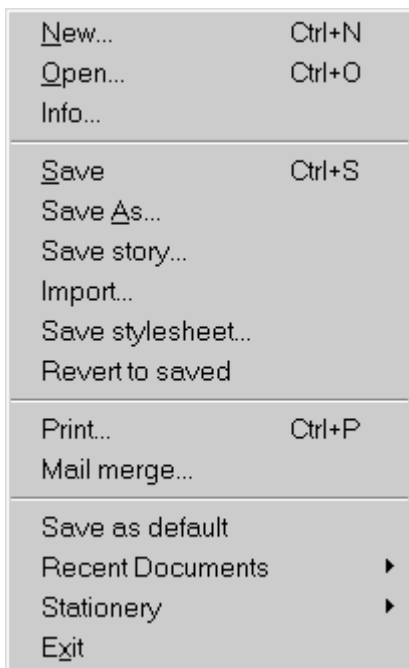 New... Ctrl+N
Open... Ctrl+O
Info...
Save Ctrl+S
Save As...
Save story...
Import...
Save stylesheet...
Revert to saved
Print... Ctrl+P
Mail merge...
Save as default
Recent Documents
Stationery
Exit